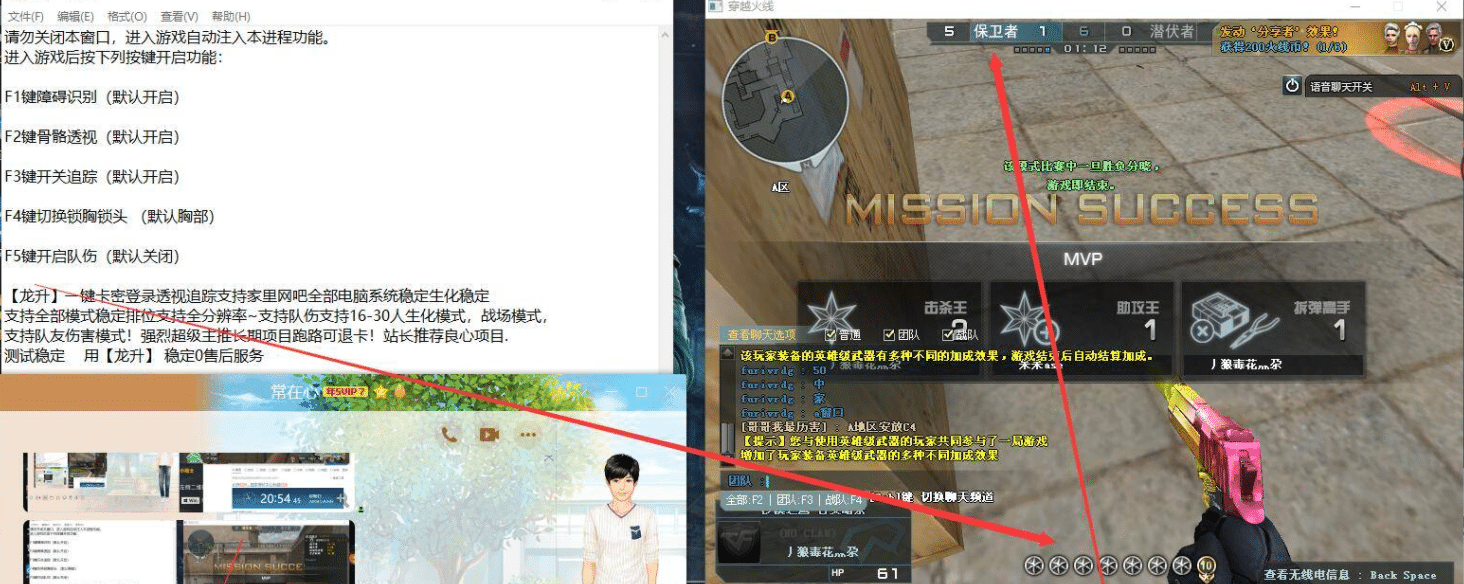 文件(F) 编辑(E) 格式(O) 查看(V) 帮助(H)
请勿关闭本窗口，进入游戏自动注入本进程功能。
进入游戏后按下列按键开启功能：
F1键障碍识别（默认开启）
F2键骨骼透视（默认开启）
F3键开关追踪（默认开启）
F4键切换锁胸锁头 （默认胸部）
F5键开启队伤（默认关闭）
【龙升】一键卡密登录透视追踪支持家里网吧全部电脑系统稳定生化稳定
支持全部模式稳定排位支持全分辨率~支持队伤支持16-30人生化模式，战场模式，
支持队友伤害模式！强烈超级主推长期项目跑路可退卡！站长推荐良心项目.
测试稳定 用【龙升】 稳定0售后服务
常在心 年SVIP7
20:54 45
穿越火线
5 保卫者 1 6 0 潜伏者
01:12
发动‘分享者’效果！
获得200火线币！(1/6)
语音聊天开关 Alt + V
B
A
N
A区
该模式比赛中一旦胜负分晓，
游戏即结束。
MISSION SUCCESS
MVP
击杀王
2
助攻王
1
拆弹高手
1
丿狼毒花灬尕
查看聊天选项 普通 团队 战队
该玩家装备的英雄级武器有多种不同的加成效果，游戏结束后自动结算加成。
furivrdg : 50
furivrdg : 中
furivrdg : 家
furivrdg : a窗口
[哥哥我最历害] : A地区安放C4
【提示】您与使用英雄级武器的玩家共同参与了一局游戏
增加了玩家装备英雄级武器的多种不同加成效果
团队 :
全部:F2 | 团队:F3 | 战队:F4 键 切换聊天频道
丿狼毒花灬尕
HP 61
10
查看无线电信息 : Back Space